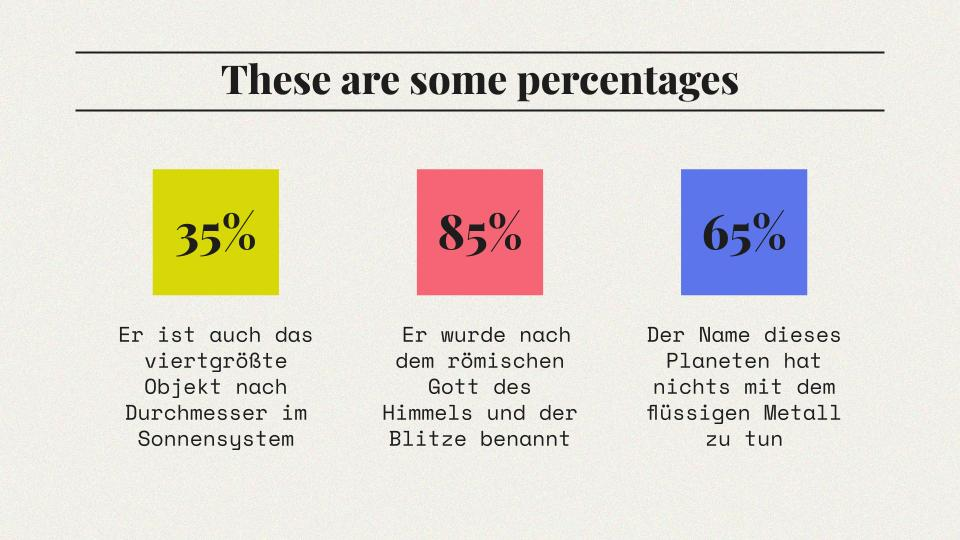 These are some percentages
35%
85%
65%
Er ist auch das
viertgrößte
Objekt nach
Durchmesser im
Sonnensystem
Er wurde nach
dem römischen
Gott des
Himmels und der
Blitze benannt
Der Name dieses
Planeten hat
nichts mit dem
flüssigen Metall
zu tun